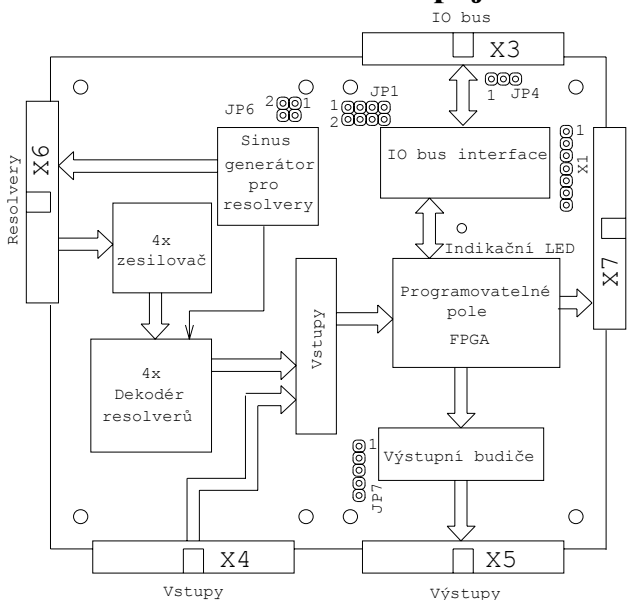 IO bus
X3
1 JP4
JP1
1
2
JP6
2 1
X6
Resolvery
Sinus
generátor
pro
resolvery
IO bus interface
1
X1
X7
4x
zesilovač
Indikační LED
Programovatelné
pole
FPGA
Vstupy
4x
Dekodér
resolverů
1
JP7
Výstupní budiče
X4
Vstupy
X5
Výstupy